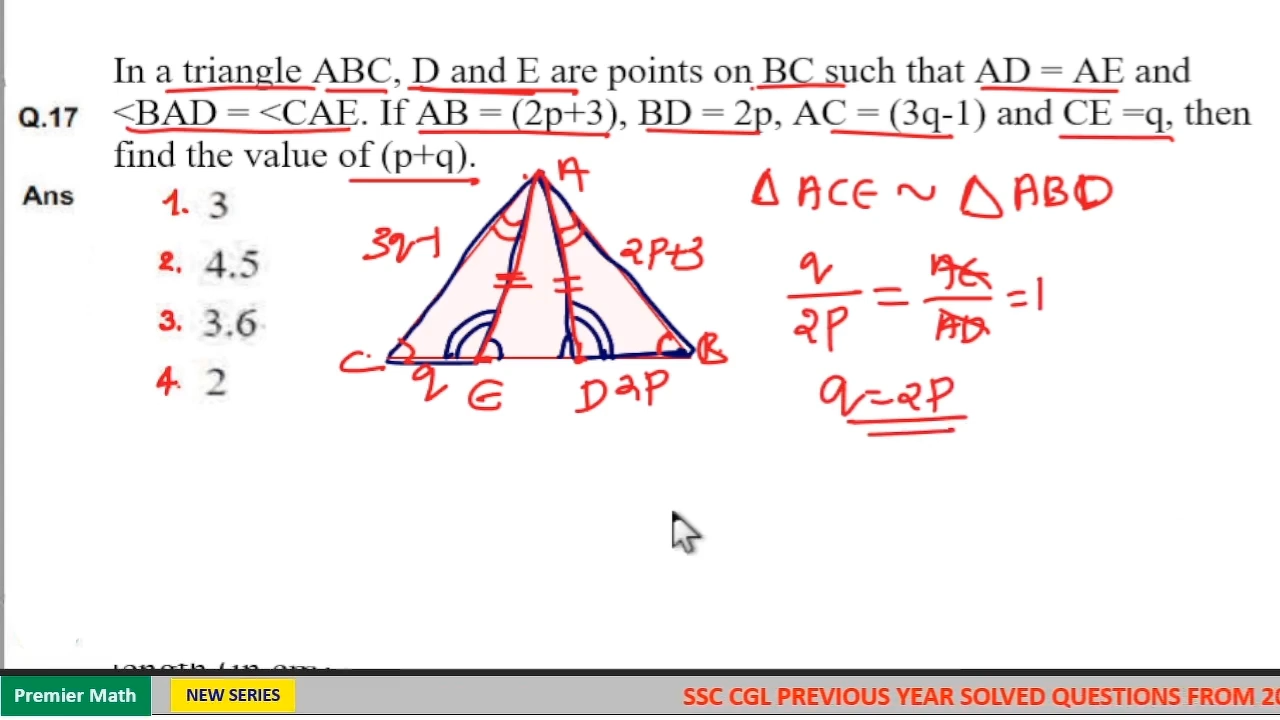 In a triangle ABC, D and E are points on BC such that AD = AE and
Q.17 <BAD = <CAE. If AB = (2p+3), BD = 2p, AC = (3q-1) and CE =q, then
find the value of (p+q).
Ans
1. 3
2. 4.5
3. 3.6
4. 2
A
3q-1
2P+3
C
q
E
D
2P
B
Δ ACE ~ Δ ABD
q/2P = AE/AD = 1
q=2P
Premier Math
NEW SERIES
SSC CGL PREVIOUS YEAR SOLVED QUESTIONS FROM 20